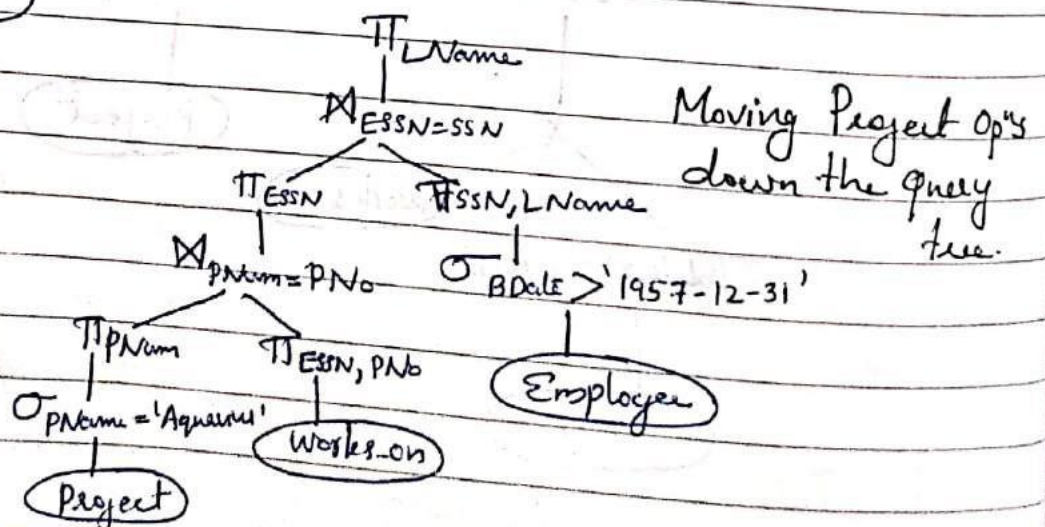 π LName
⋈ ESSN=SSN
Moving Project Opⁿs
down the query
tree.
π ESSN π SSN, LName
⋈ PNum=PNo σ BDate > '1957-12-31'
π PNum π ESSN, PNo
Employee
σ PName = 'Aquarius'
Works_on
Project